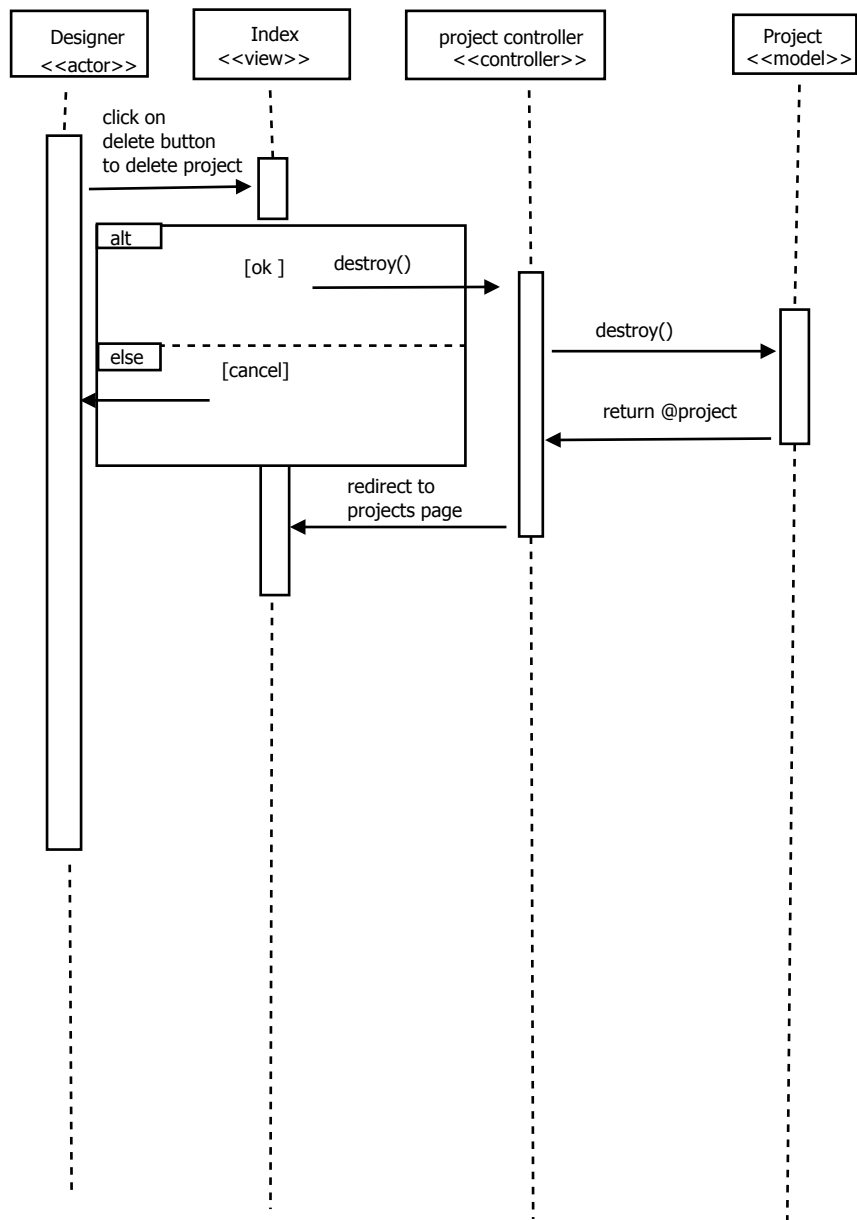 Designer
<<actor>>
Index
<<view>>
project controller
<<controller>>
Project
<<model>>
click on
delete button
to delete project
alt
[ok ]
destroy()
else
[cancel]
destroy()
return @project
redirect to
projects page